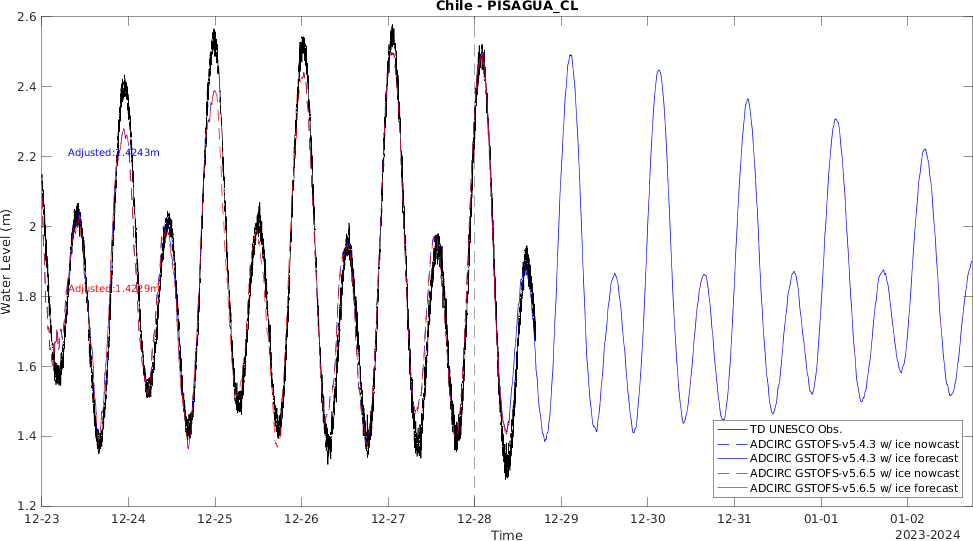 Chile - PISAGUA_CL
Water Level (m)
2.6
2.4
2.2
2
1.8
1.6
1.4
1.2
Adjusted:1.4243m
Adjusted:1.4229m
TD UNESCO Obs.
ADCIRC GSTOFS-v5.4.3 w/ ice nowcast
ADCIRC GSTOFS-v5.4.3 w/ ice forecast
ADCIRC GSTOFS-v5.6.5 w/ ice nowcast
ADCIRC GSTOFS-v5.6.5 w/ ice forecast
12-23 12-24 12-25 12-26 12-27 12-28 12-29 12-30 12-31 01-01 01-02
Time
2023-2024